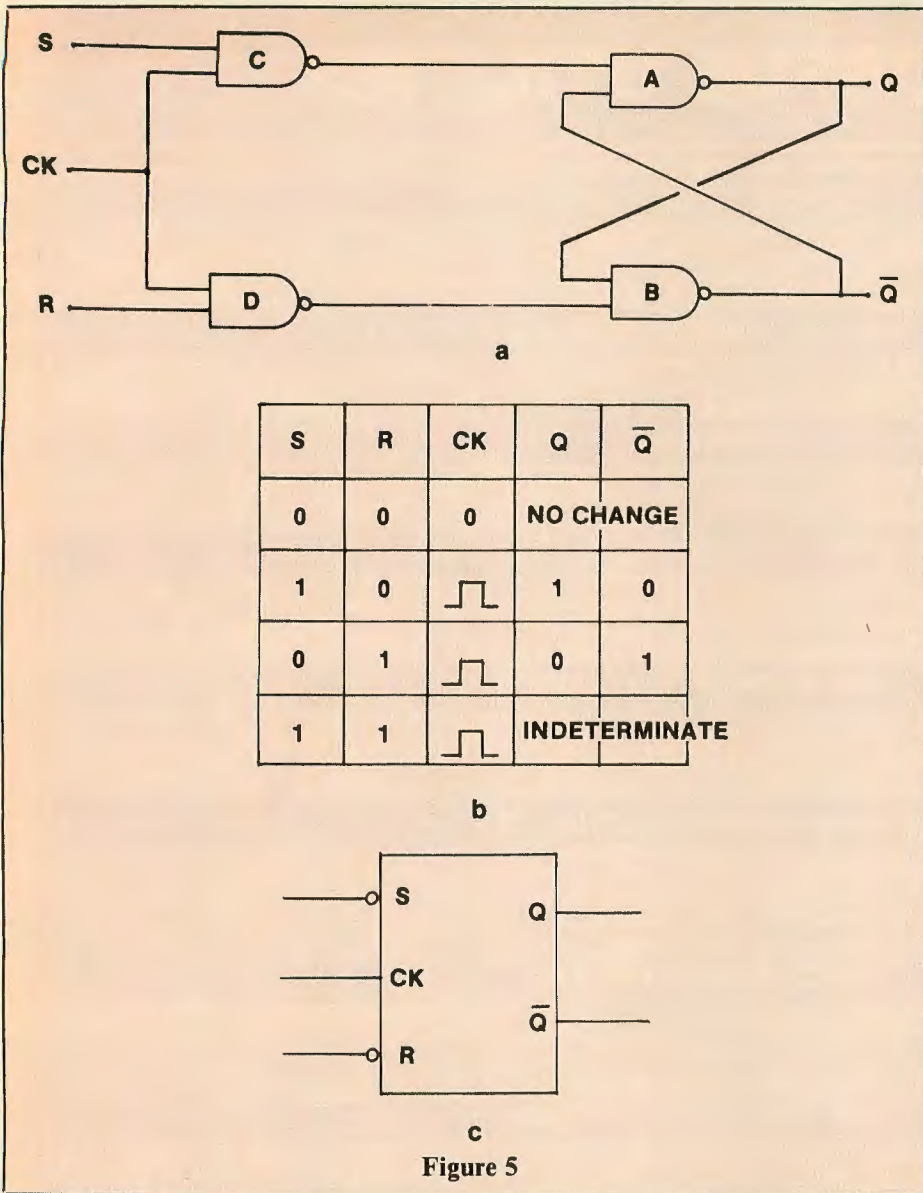 S
C
A
Q
CK
R
D
B
Q̅
a
S R CK Q Q̅
0 0 0 NO CHANGE
1 0 1 0
0 1 0 1
1 1 INDETERMINATE
b
S
Q
CK
Q̅
R
c
Figure 5